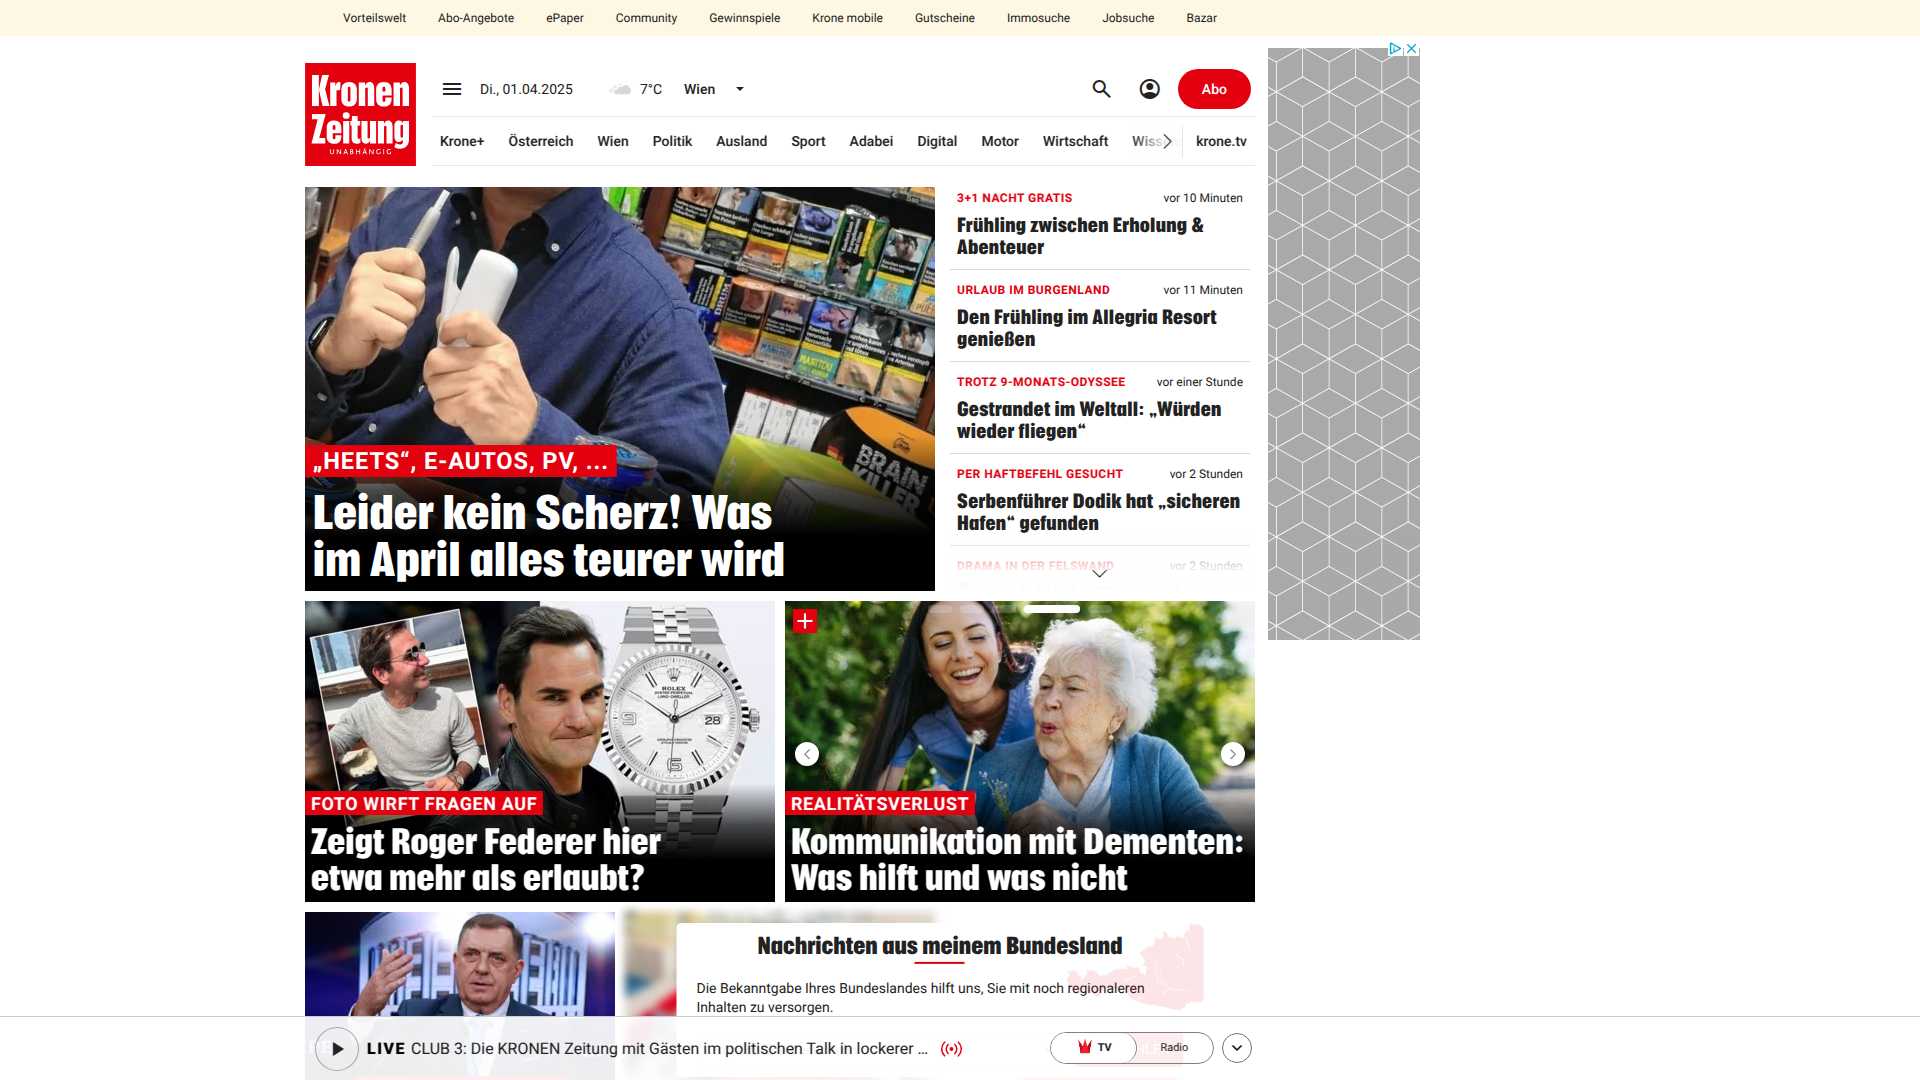 Vorteilswelt Abo-Angebote ePaper Community Gewinnspiele Krone mobile Gutscheine Immosuche Jobsuche Bazar
Kronen
Zeitung
UNABHÄNGIG
Di., 01.04.2025 7°C Wien
Abo
Krone+ Österreich Wien Politik Ausland Sport Adabei Digital Motor Wirtschaft krone.tv
BRAIN
KILLER
„HEETS“, E-AUTOS, PV, ...
Leider kein Scherz! Was
im April alles teurer wird
3+1 NACHT GRATIS vor 10 Minuten
Frühling zwischen Erholung &
Abenteuer
URLAUB IM BURGENLAND vor 11 Minuten
Den Frühling im Allegria Resort
genießen
TROTZ 9-MONATS-ODYSSEE vor einer Stunde
Gestrandet im Weltall: „Würden
wieder fliegen“
PER HAFTBEFEHL GESUCHT vor 2 Stunden
Serbenführer Dodik hat „sicheren
Hafen“ gefunden
DRAMA IN DER FELSWAND vor 2 Stunden
ROLEX
28
FOTO WIRFT FRAGEN AUF
Zeigt Roger Federer hier
etwa mehr als erlaubt?
REALITÄTSVERLUST
Kommunikation mit Dementen:
Was hilft und was nicht
Nachrichten aus meinem Bundesland
Die Bekanntgabe Ihres Bundeslandes hilft uns, Sie mit noch regionaleren
Inhalten zu versorgen.
LIVE CLUB 3: Die KRONEN Zeitung mit Gästen im politischen Talk in lockerer ...
TV Radio